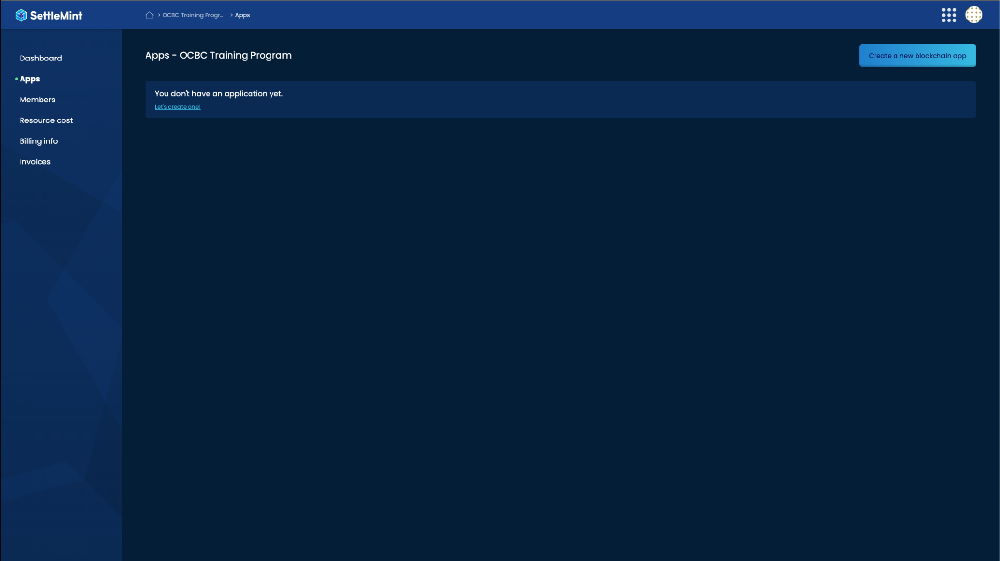 SettleMint
> OCBC Training Progr... > Apps
Dashboard
Apps
Members
Resource cost
Billing info
Invoices
Apps - OCBC Training Program
Create a new blockchain app
You don't have an application yet.
Let's create one!